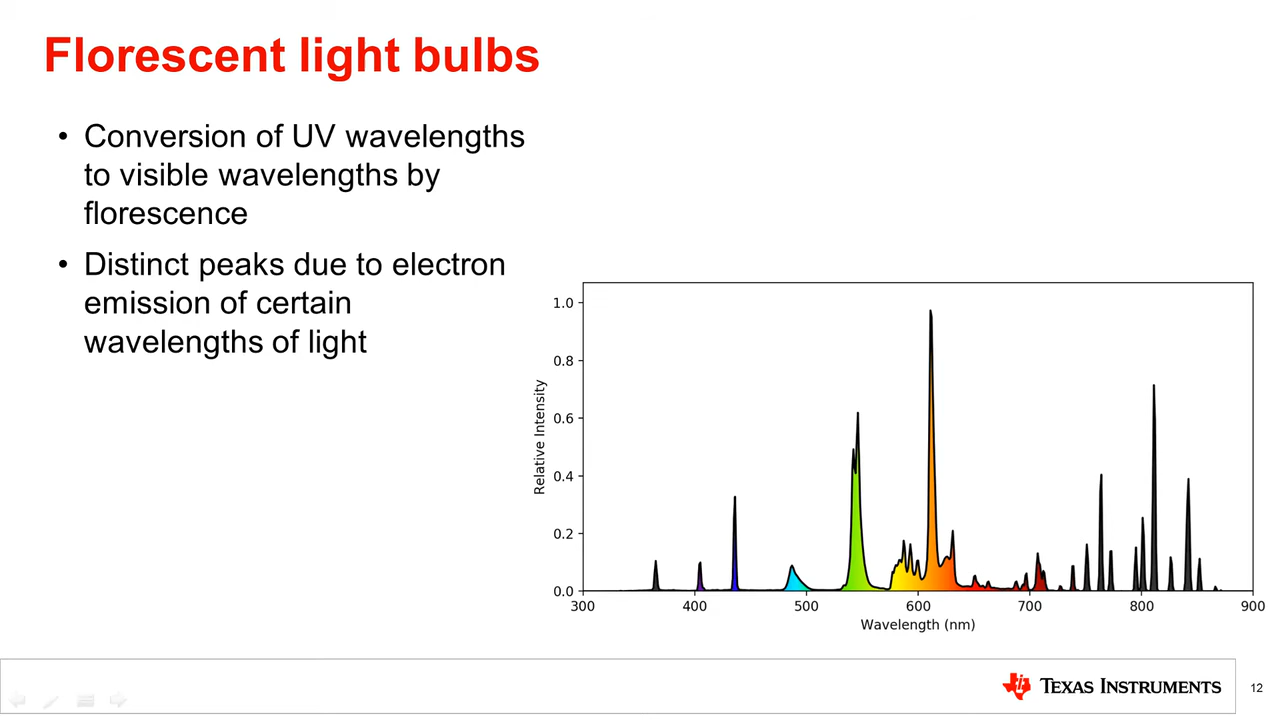 Florescent light bulbs
• Conversion of UV wavelengths
to visible wavelengths by
florescence
• Distinct peaks due to electron
emission of certain
wavelengths of light
1.0
0.8
0.6
0.4
0.2
0.0
Relative Intensity
300 400 500 600 700 800 900
Wavelength (nm)
TEXAS INSTRUMENTS
12